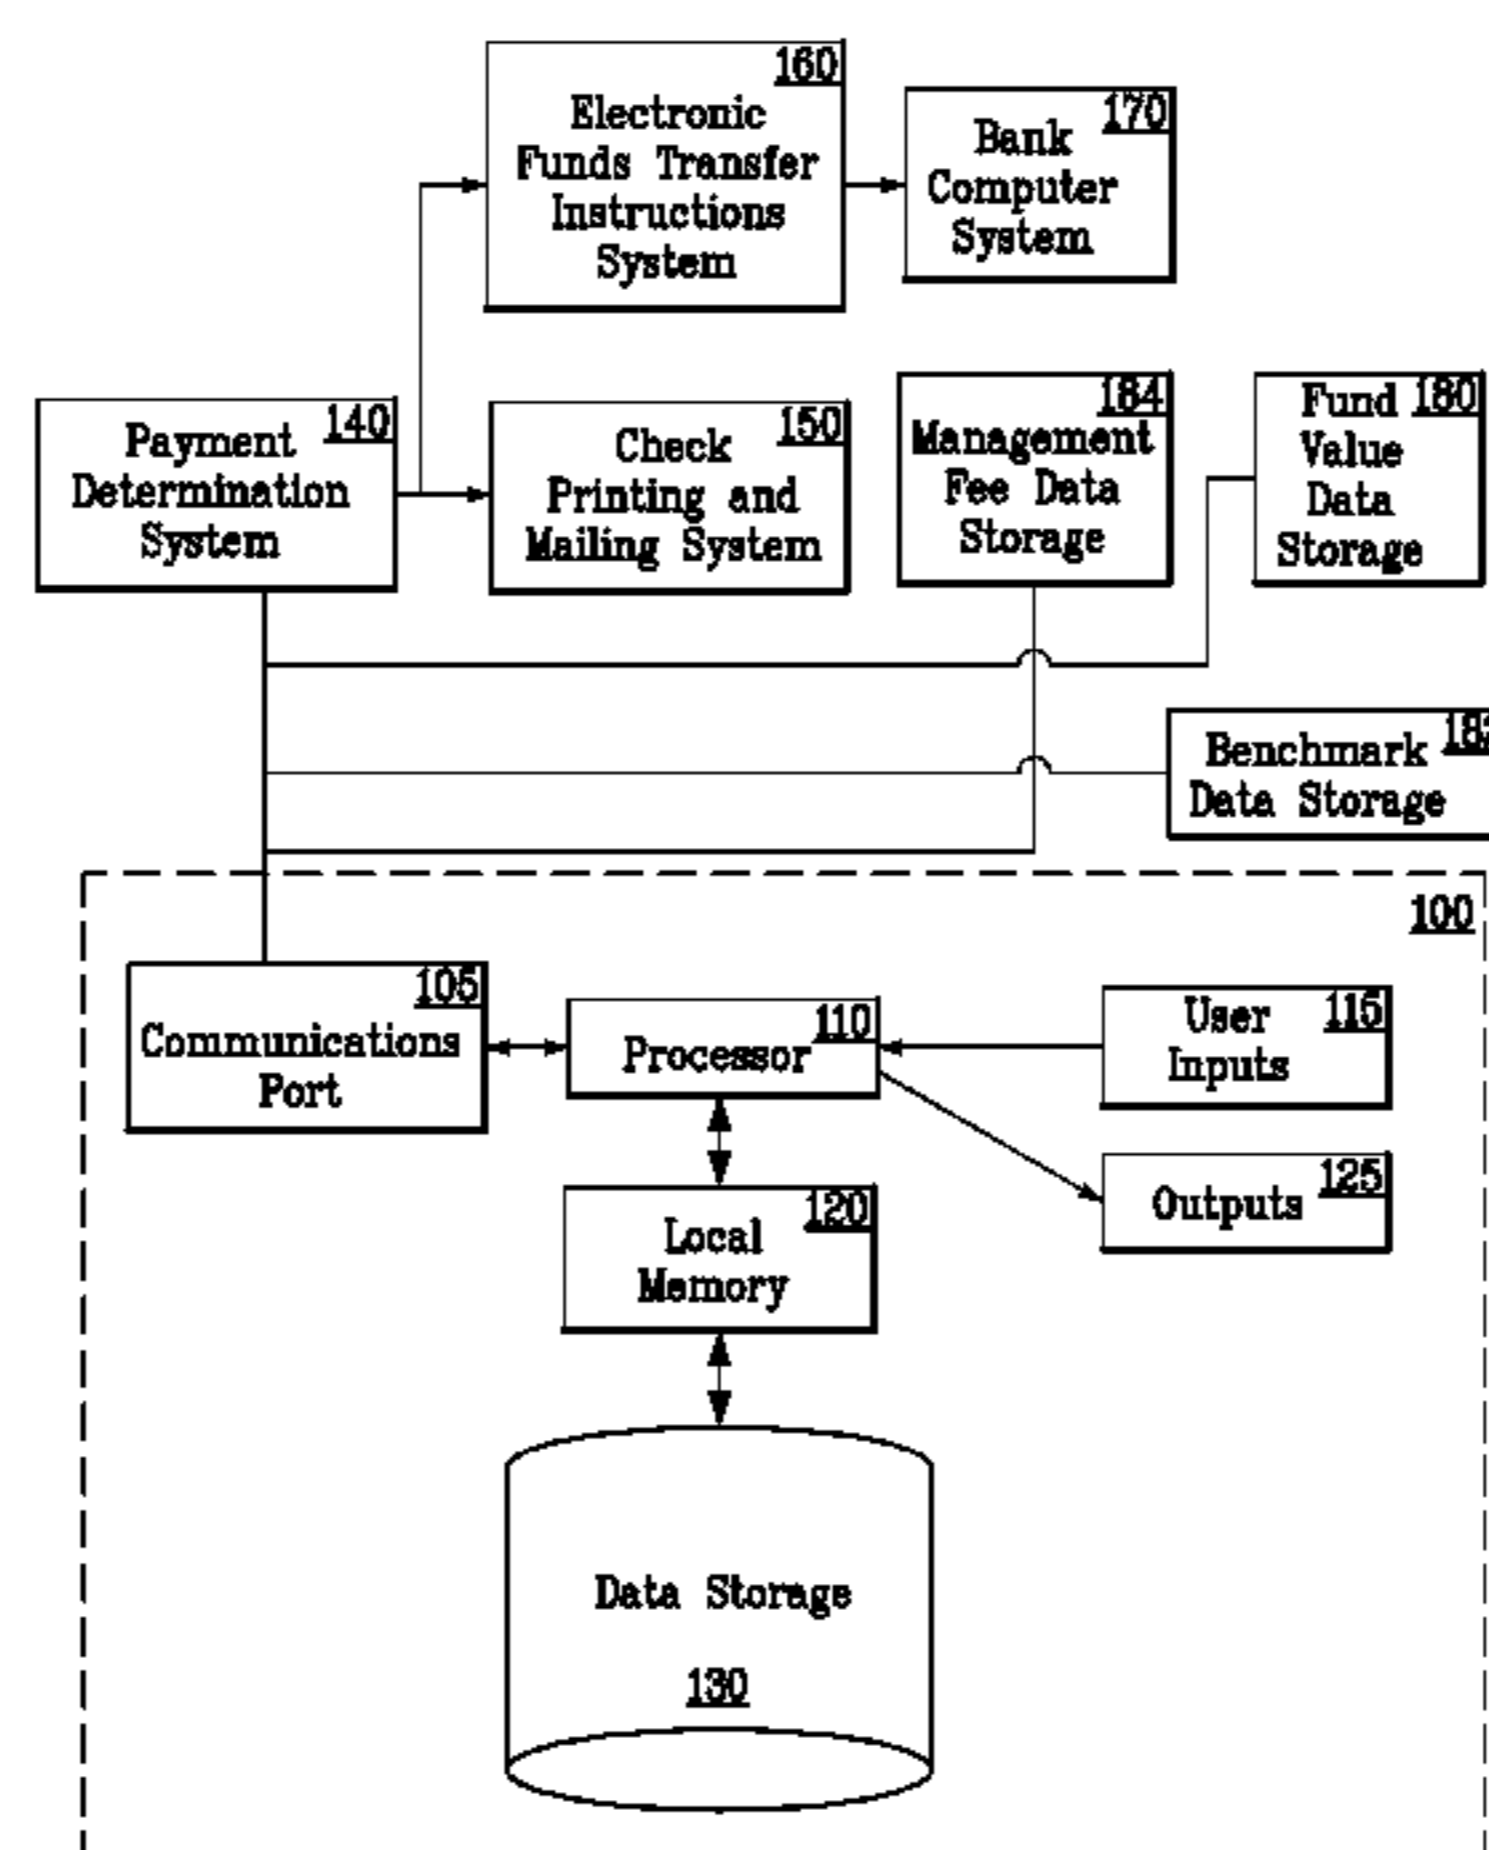 160
Electronic
Funds Transfer
Instructions
System
170
Bank
Computer
System
140
Payment
Determination
System
150
Check
Printing and
Mailing System
184
Management
Fee Data
Storage
Fund 180
Value
Data
Storage
Benchmark
Data Storage
100
105
Communications
Port
110
Processor
User 115
Inputs
125
Outputs
120
Local
Memory
Data Storage
130